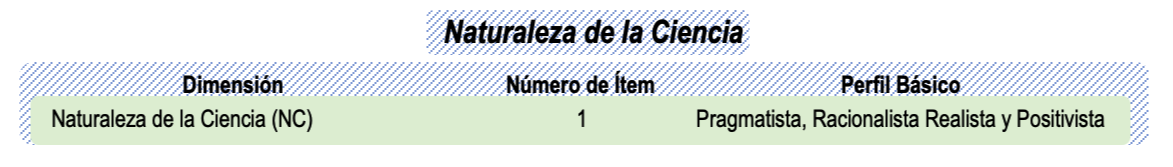 Naturaleza de la Ciencia
Dimensión Número de Ítem Perfil Básico
Naturaleza de la Ciencia (NC) 1 Pragmatista, Racionalista Realista y Positivista